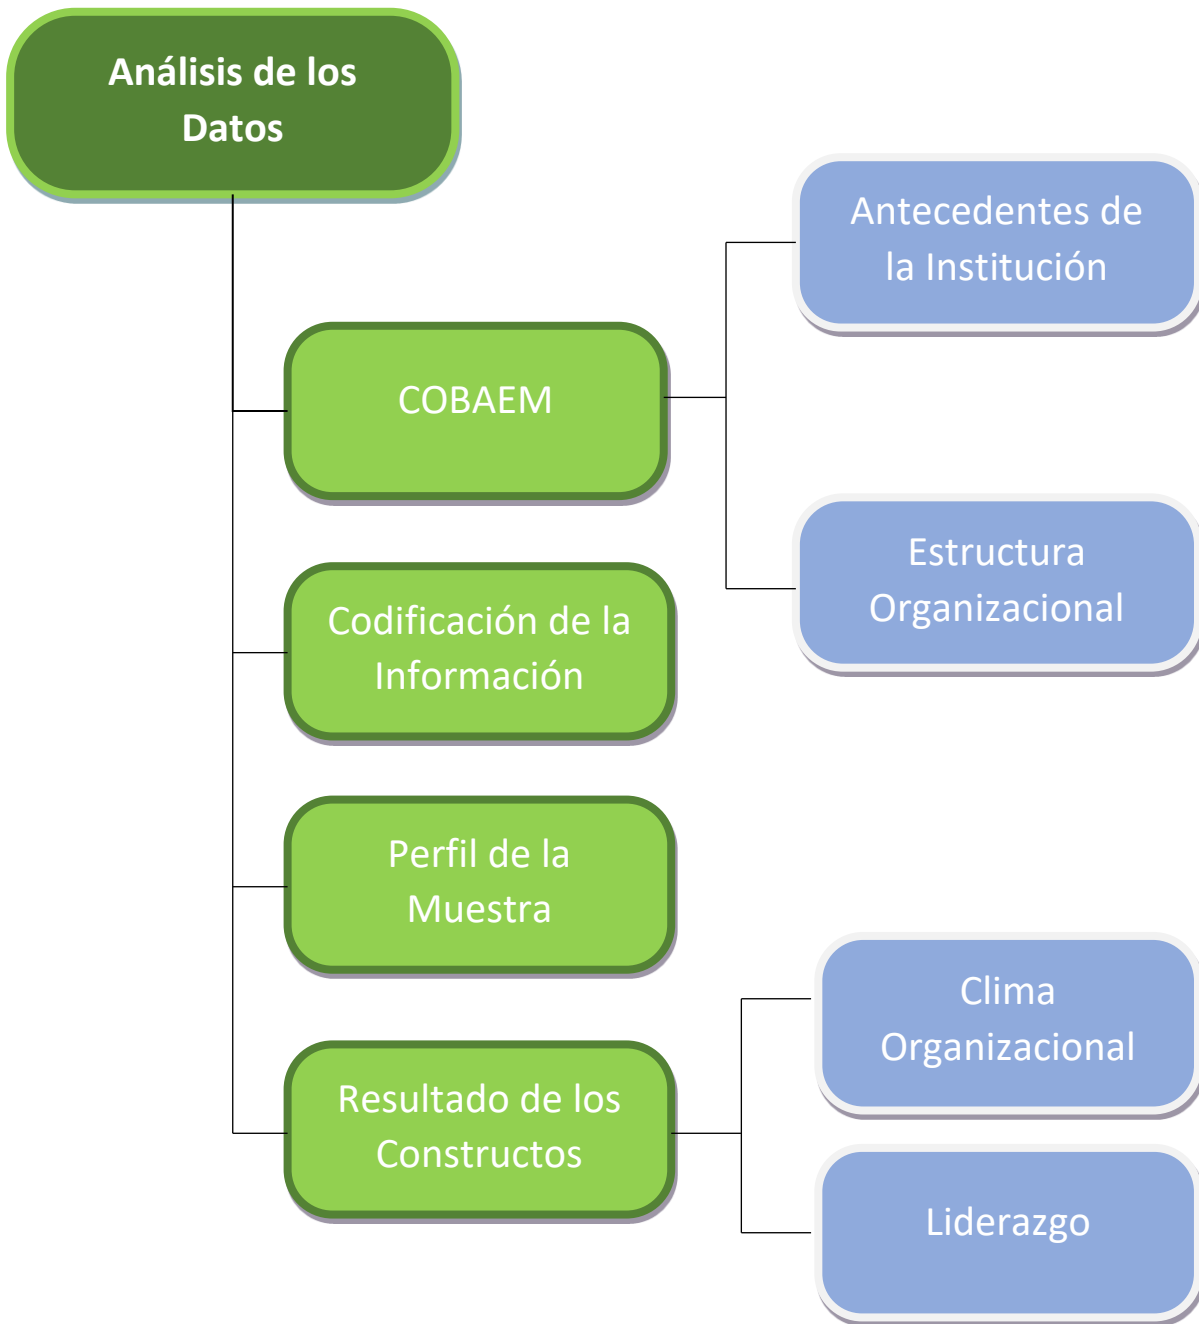 Análisis de los
Datos
Antecedentes de
la Institución
COBAEM
Estructura
Organizacional
Codificación de la
Información
Perfil de la
Muestra
Resultado de los
Constructos
Clima
Organizacional
Liderazgo